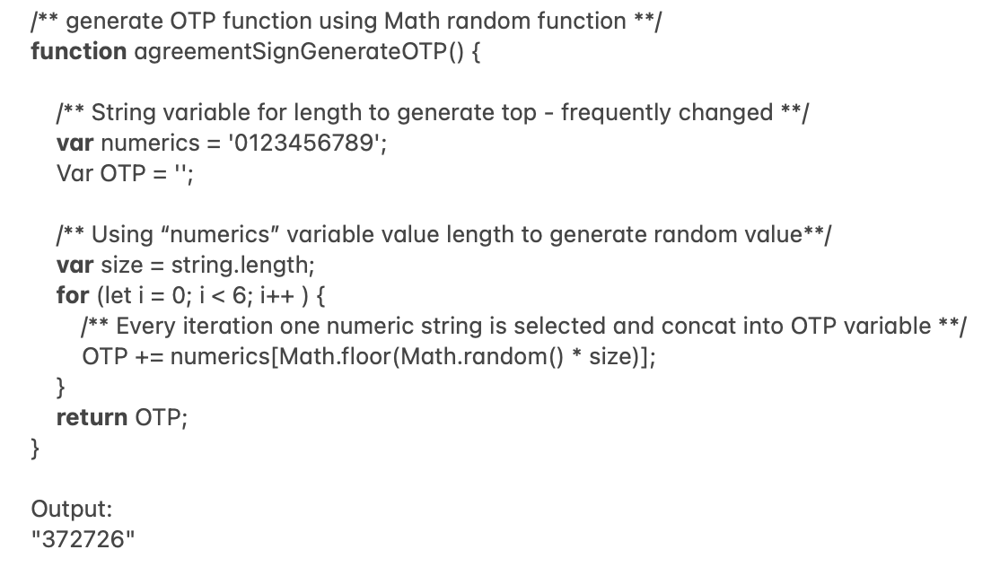 /** generate OTP function using Math random function **/
function agreementSignGenerateOTP() {
/** String variable for length to generate top - frequently changed **/
var numerics = '0123456789';
Var OTP = '';
/** Using “numerics” variable value length to generate random value**/
var size = string.length;
for (let i = 0; i < 6; i++ ) {
/** Every iteration one numeric string is selected and concat into OTP variable **/
OTP += numerics[Math.floor(Math.random() * size)];
}
return OTP;
}
Output:
"372726"